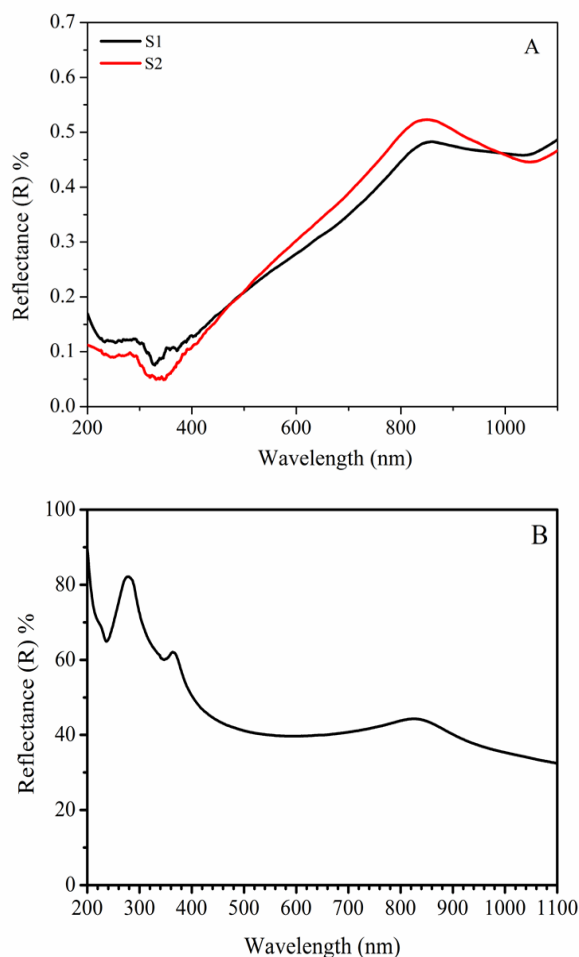 0.7
S1
S2
A
0.6
0.5
0.4
0.3
0.2
0.1
0.0
Reflectance (R) %
200 400 600 800 1000
Wavelength (nm)
100
B
80
60
40
20
0
Reflectance (R) %
200 300 400 500 600 700 800 900 1000 1100
Wavelength (nm)